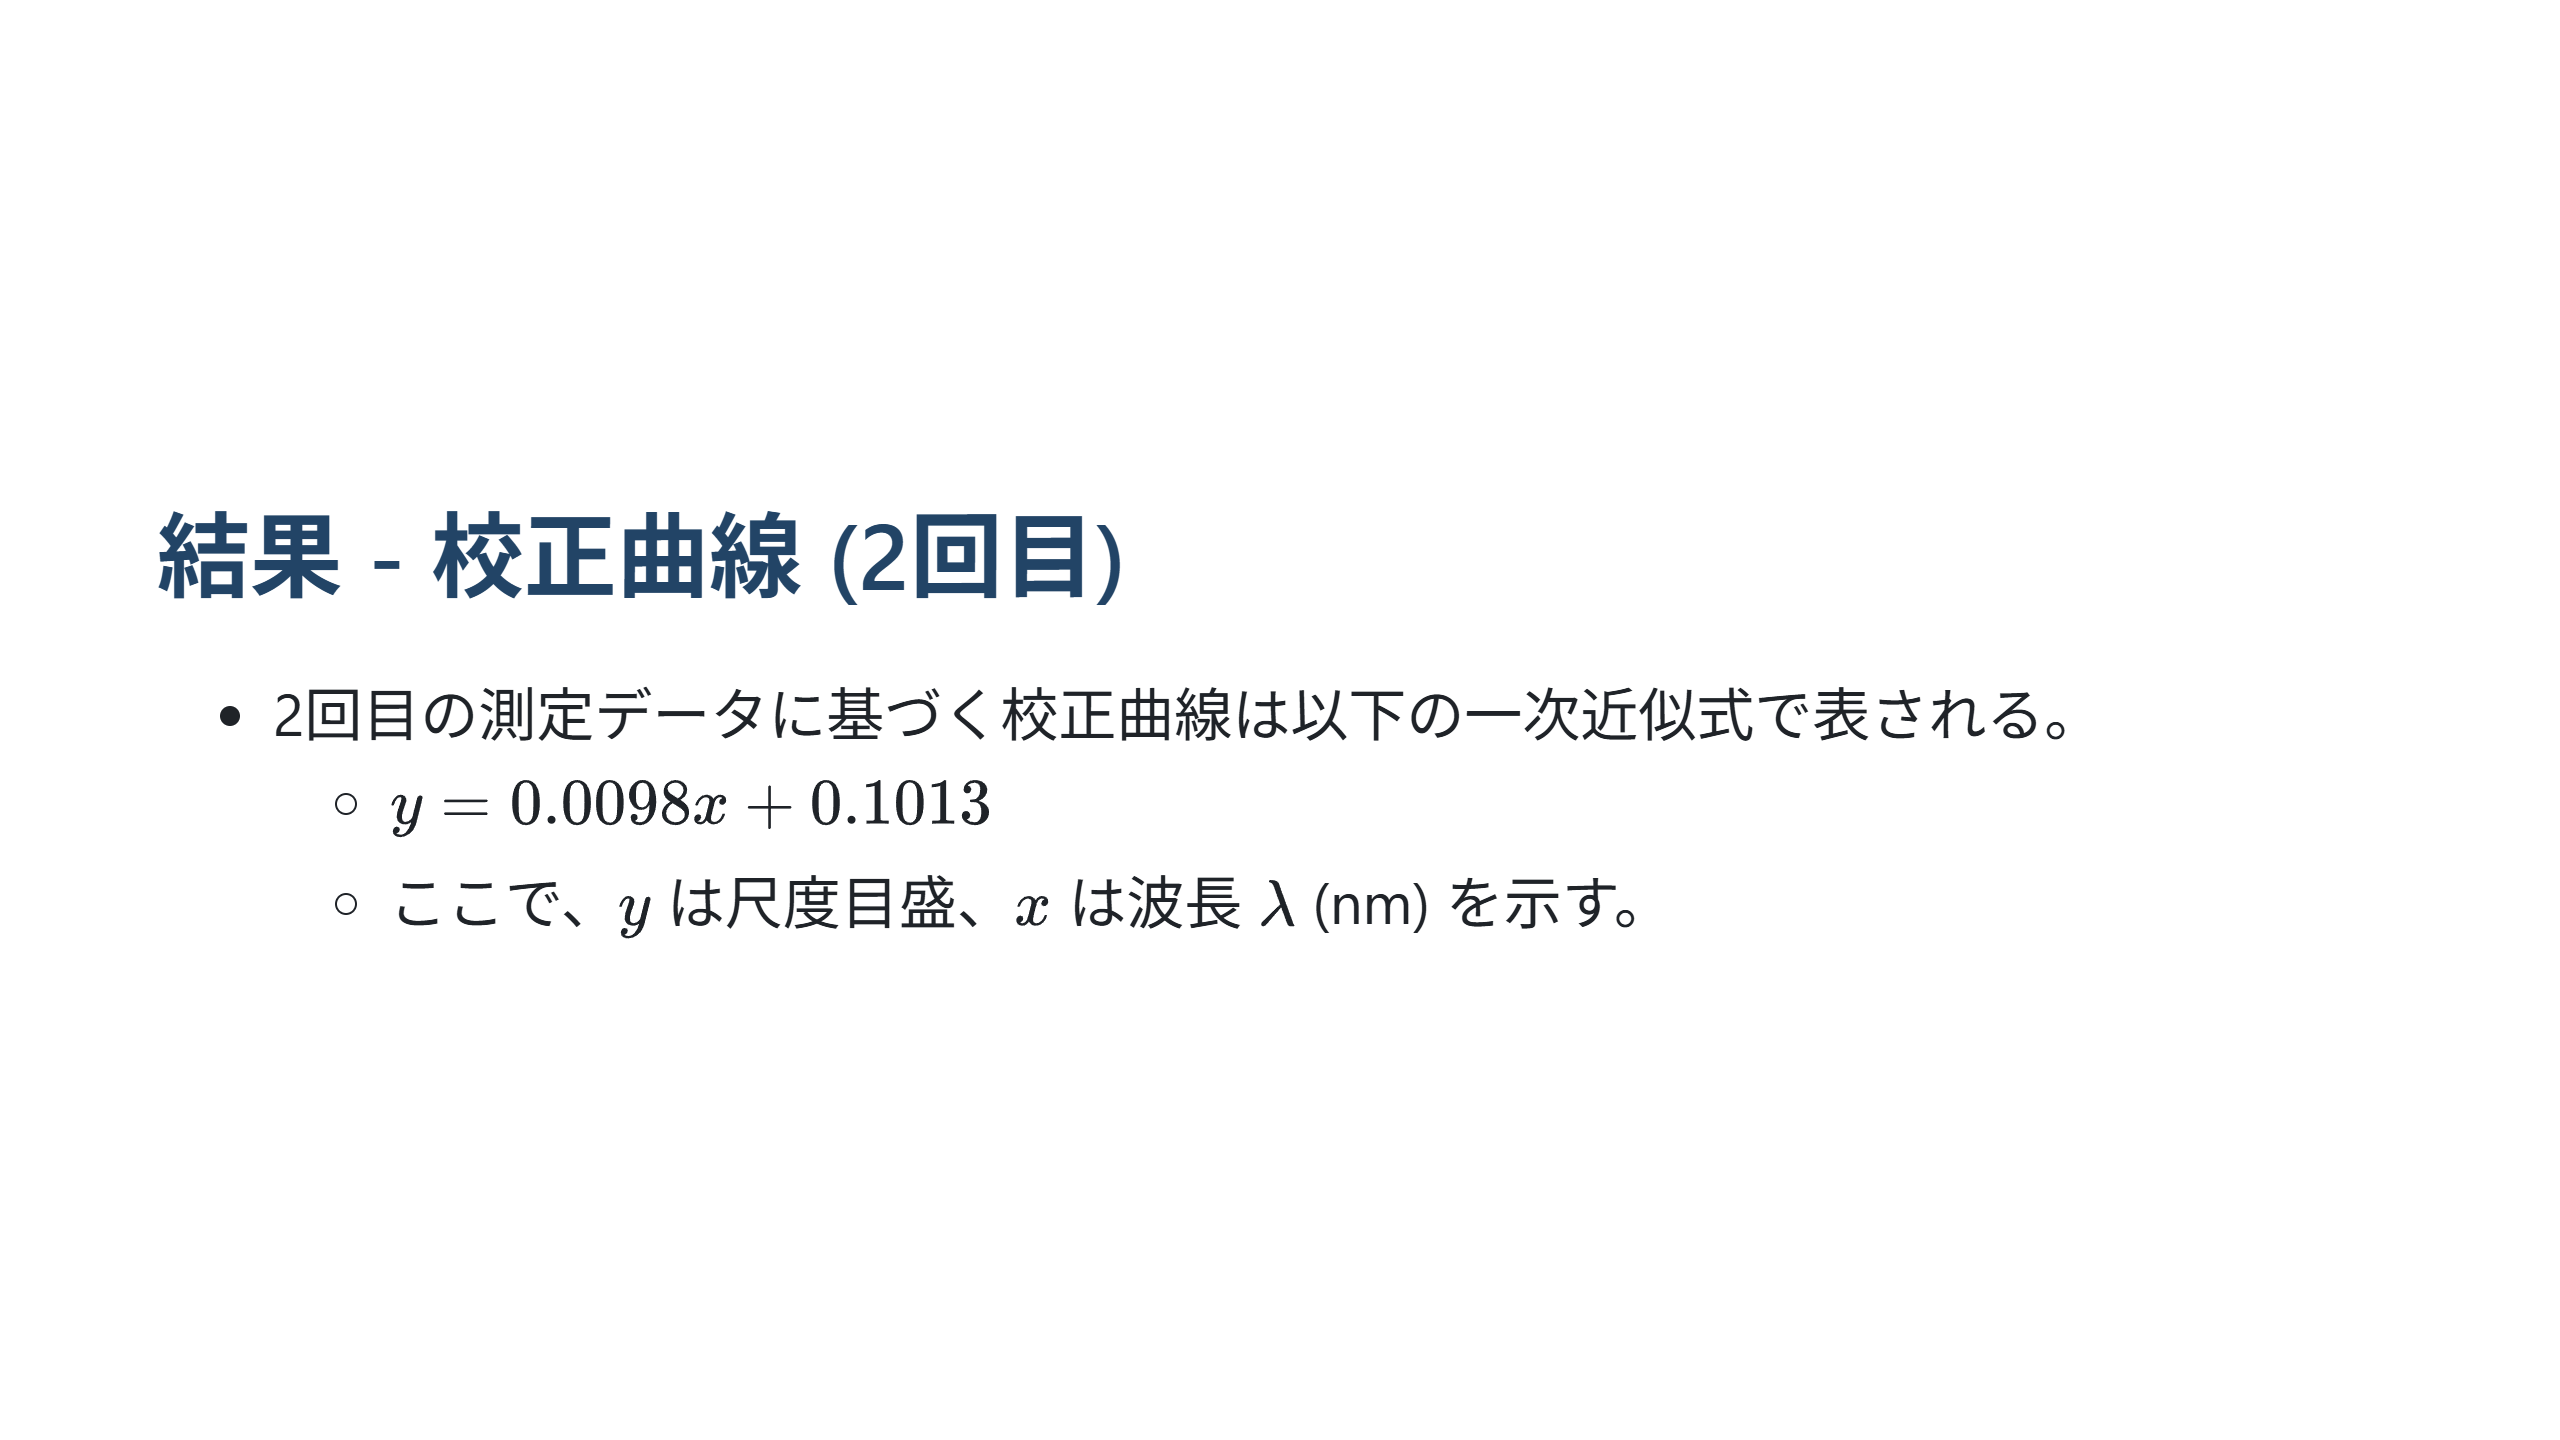 結果 - 校正曲線 (2回目)
2回目の測定データに基づく校正曲線は以下の一次近似式で表される。
y = 0.0098x + 0.1013
ここで、y は尺度目盛、x は波長 λ (nm) を示す。